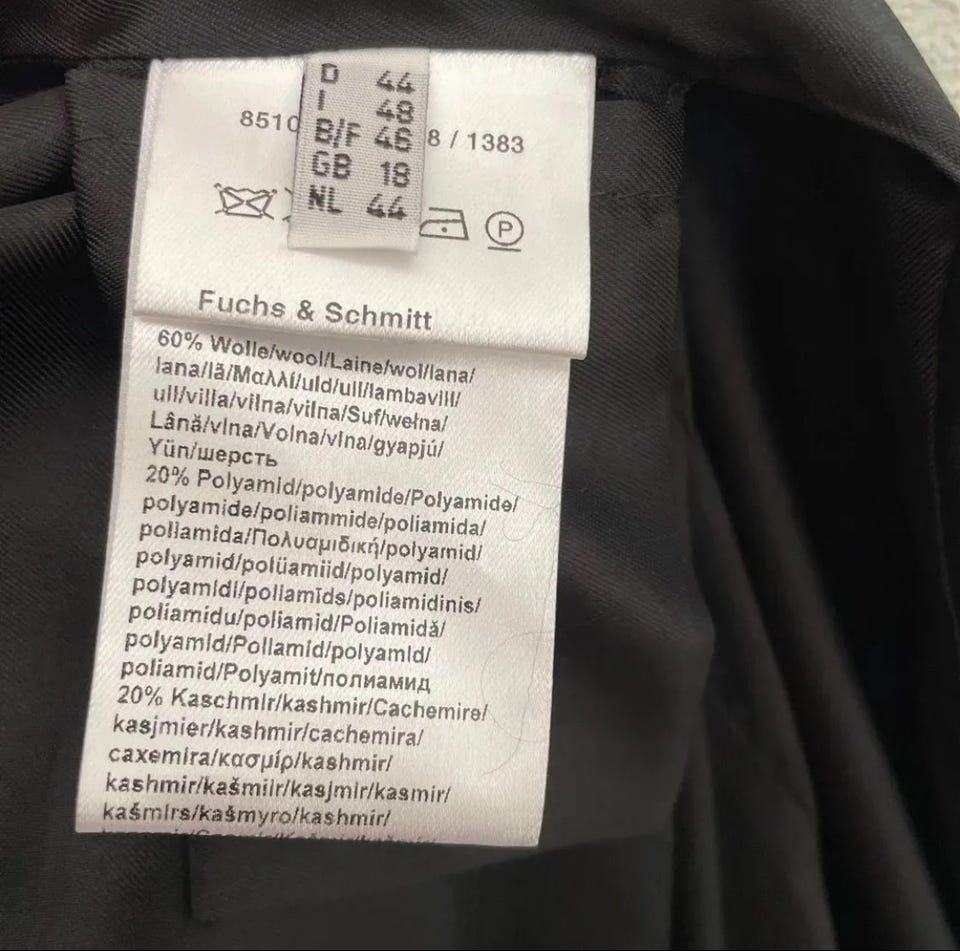 D 44
I 48
B/F 46
GB 18
NL 44
8510 8 / 1383
P
Fuchs & Schmitt
60% Wolle/wool/Laine/wol/lana/
lana/lã/Μαλλί/uld/ull/lambavill/
ull/villa/vilna/vilna/Suf/wełna/
Lână/vlna/Volna/vlna/gyapjú/
Yün/шерсть
20% Polyamid/polyamide/Polyamide/
polyamide/poliammide/poliamida/
poliamida/Πολυαμιδική/polyamid/
polyamid/polüamiid/polyamid/
polyamidi/poliamīds/poliamidinis/
poliamidu/poliamid/Poliamidă/
polyamid/Poliamid/polyamid/
poliamid/Polyamit/полиамид
20% Kaschmir/kashmir/Cachemire/
kasjmier/kashmir/cachemira/
caxemira/κασμίρ/kashmir/
kashmir/kašmiir/kasjmir/kasmir/
kašmirs/kašmyro/kashmir/